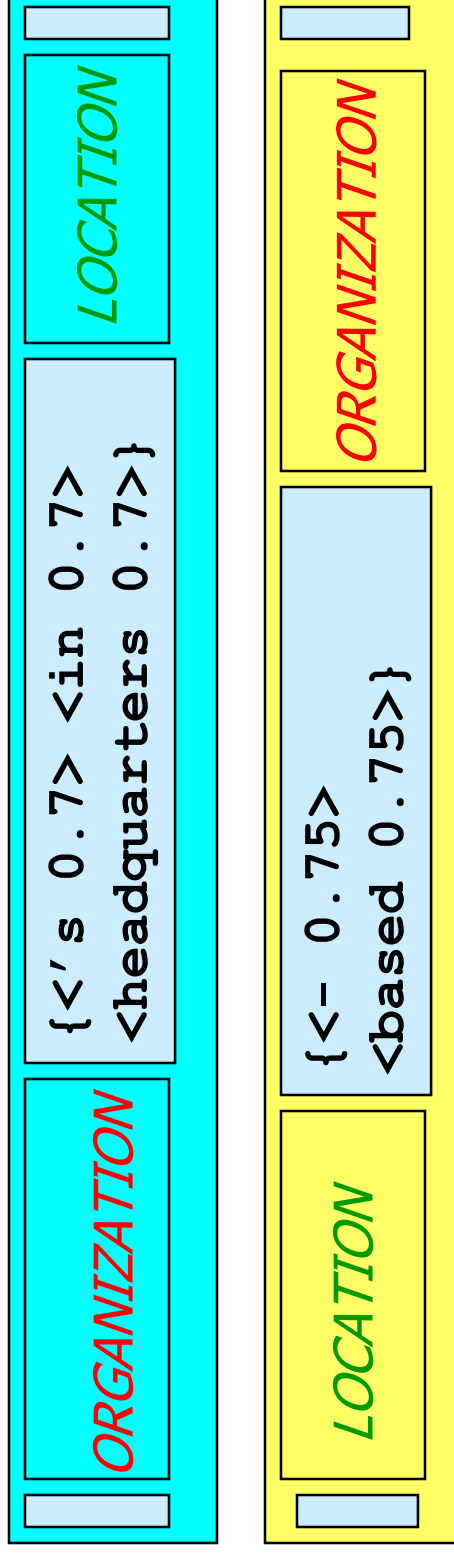 ORGANIZATION
{<’s 0.7> <in 0.7>
<headquarters 0.7>}
LOCATION
LOCATION
{<- 0.75>
<based 0.75>}
ORGANIZATION